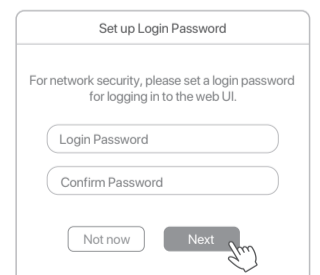 Set up Login Password
For network security, please set a login password
for logging in to the web UI.
Login Password
Confirm Password
Not now
Next